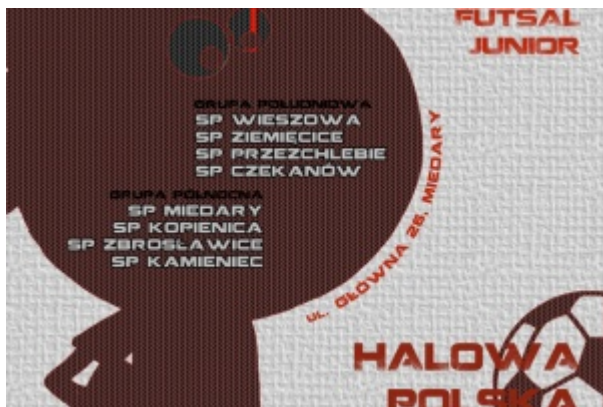 FUTSAL
JUNIOR
GRUPA POŁUDNIOWA
SP WIESZOWA
SP ZIEMIĘCICE
SP PRZEZCHLEBIE
SP CZEKANÓW
GRUPA PÓŁNOCNA
SP MIEDARY
SP KOPIENICA
SP ZBROSŁAWICE
SP KAMIENIEC
UL. GŁÓWNA 26, MIEDARY
HALOWA
POLSKA